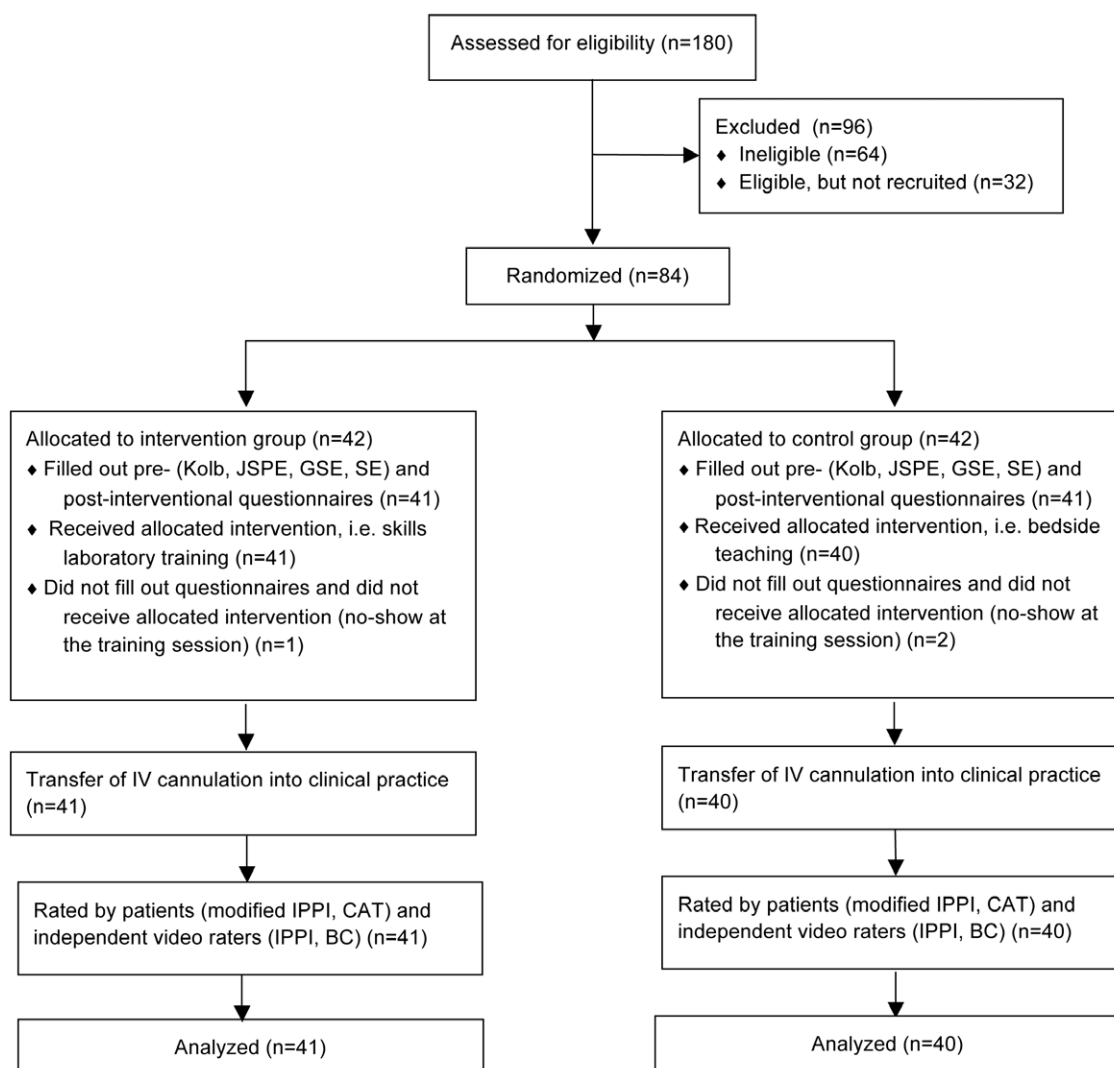 Assessed for eligibility (n=180)
Excluded (n=96)
♦ Ineligible (n=64)
♦ Eligible, but not recruited (n=32)
Randomized (n=84)
Allocated to intervention group (n=42)
♦ Filled out pre- (Kolb, JSPE, GSE, SE) and
post-interventional questionnaires (n=41)
♦ Received allocated intervention, i.e. skills
laboratory training (n=41)
♦ Did not fill out questionnaires and did not
receive allocated intervention (no-show at
the training session) (n=1)
Allocated to control group (n=42)
♦ Filled out pre- (Kolb, JSPE, GSE, SE) and
post-interventional questionnaires (n=41)
♦ Received allocated intervention, i.e. bedside
teaching (n=40)
♦ Did not fill out questionnaires and did not
receive allocated intervention (no-show at
the training session) (n=2)
Transfer of IV cannulation into clinical practice
(n=41)
Transfer of IV cannulation into clinical practice
(n=40)
Rated by patients (modified IPPI, CAT) and
independent video raters (IPPI, BC) (n=41)
Rated by patients (modified IPPI, CAT) and
independent video raters (IPPI, BC) (n=40)
Analyzed (n=41)
Analyzed (n=40)